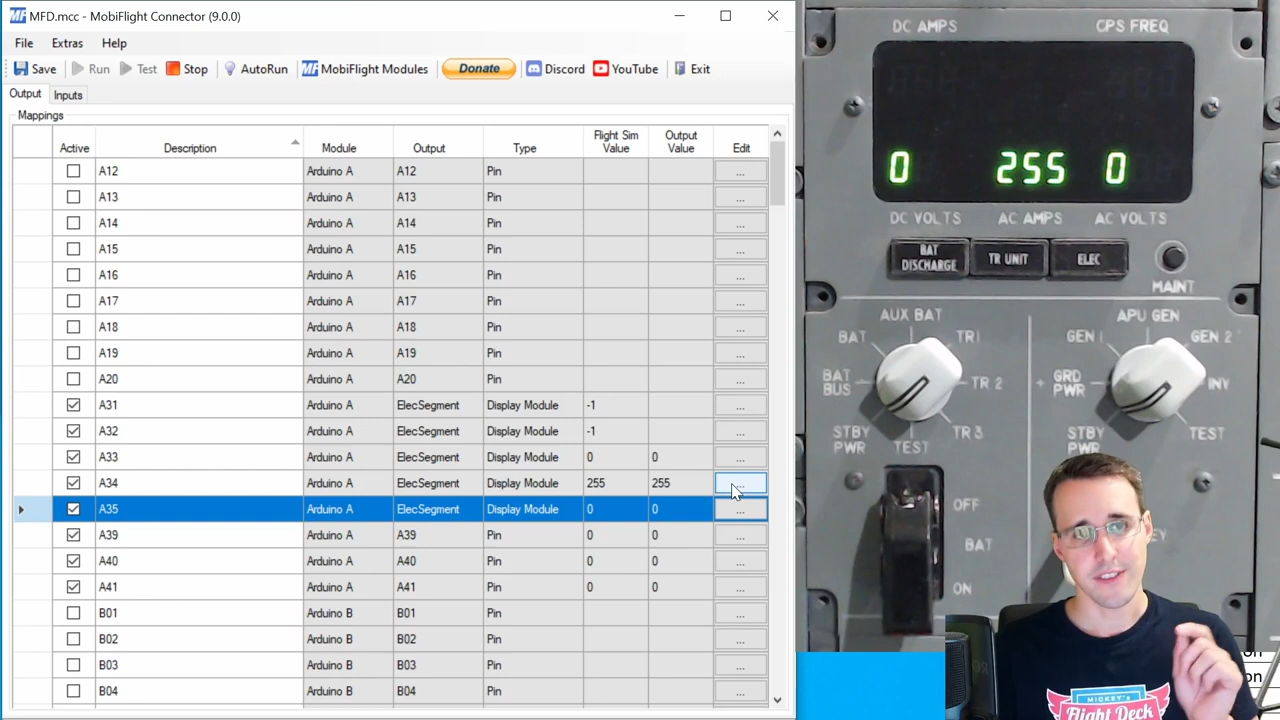 MFD.mcc - MobiFlight Connector (9.0.0)
File Extras Help
Save Run Test Stop AutoRun MobiFlight Modules Donate Discord YouTube Exit
Output Inputs
Mappings
Active Description Module Output Type Flight Sim Value Output Value Edit
A12 Arduino A A12 Pin ...
A13 Arduino A A13 Pin ...
A14 Arduino A A14 Pin ...
A15 Arduino A A15 Pin ...
A16 Arduino A A16 Pin ...
A17 Arduino A A17 Pin ...
A18 Arduino A A18 Pin ...
A19 Arduino A A19 Pin ...
A20 Arduino A A20 Pin ...
A31 Arduino A ElecSegment Display Module -1 ...
A32 Arduino A ElecSegment Display Module -1 ...
A33 Arduino A ElecSegment Display Module 0 0 ...
A34 Arduino A ElecSegment Display Module 255 255 ...
A35 Arduino A ElecSegment Display Module 0 0 ...
A39 Arduino A A39 Pin 0 0 ...
A40 Arduino A A40 Pin 0 0 ...
A41 Arduino A A41 Pin 0 0 ...
B01 Arduino B B01 Pin ...
B02 Arduino B B02 Pin ...
B03 Arduino B B03 Pin ...
B04 Arduino B B04 Pin ...
DC AMPS CPS FREQ
0 255 0
DC VOLTS AC AMPS AC VOLTS
BAT DISCHARGE TR UNIT ELEC
MAINT
AUX BAT APU GEN
BAT TR1 GEN 1 GEN 2
BAT BUS TR 2 GRD PWR INV
STBY PWR TEST TR 3 STBY PWR TEST
OFF
BAT
ON
MICKEY'S
Flight Deck